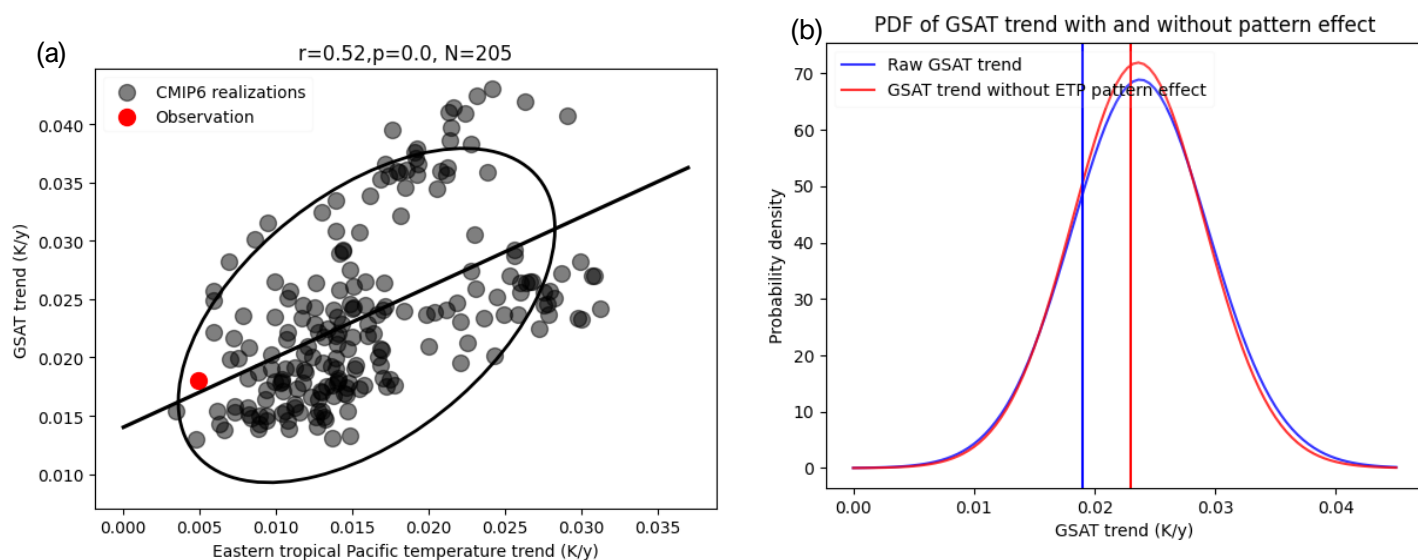 (a)
r=0.52,p=0.0, N=205
CMIP6 realizations
Observation
0.040
0.035
0.030
0.025
0.020
0.015
0.010
GSAT trend (K/y)
0.000 0.005 0.010 0.015 0.020 0.025 0.030 0.035
Eastern tropical Pacific temperature trend (K/y)
(b)
PDF of GSAT trend with and without pattern effect
Raw GSAT trend
GSAT trend without ETP pattern effect
70
60
50
40
30
20
10
0
Probability density
0.00 0.01 0.02 0.03 0.04
GSAT trend (K/y)